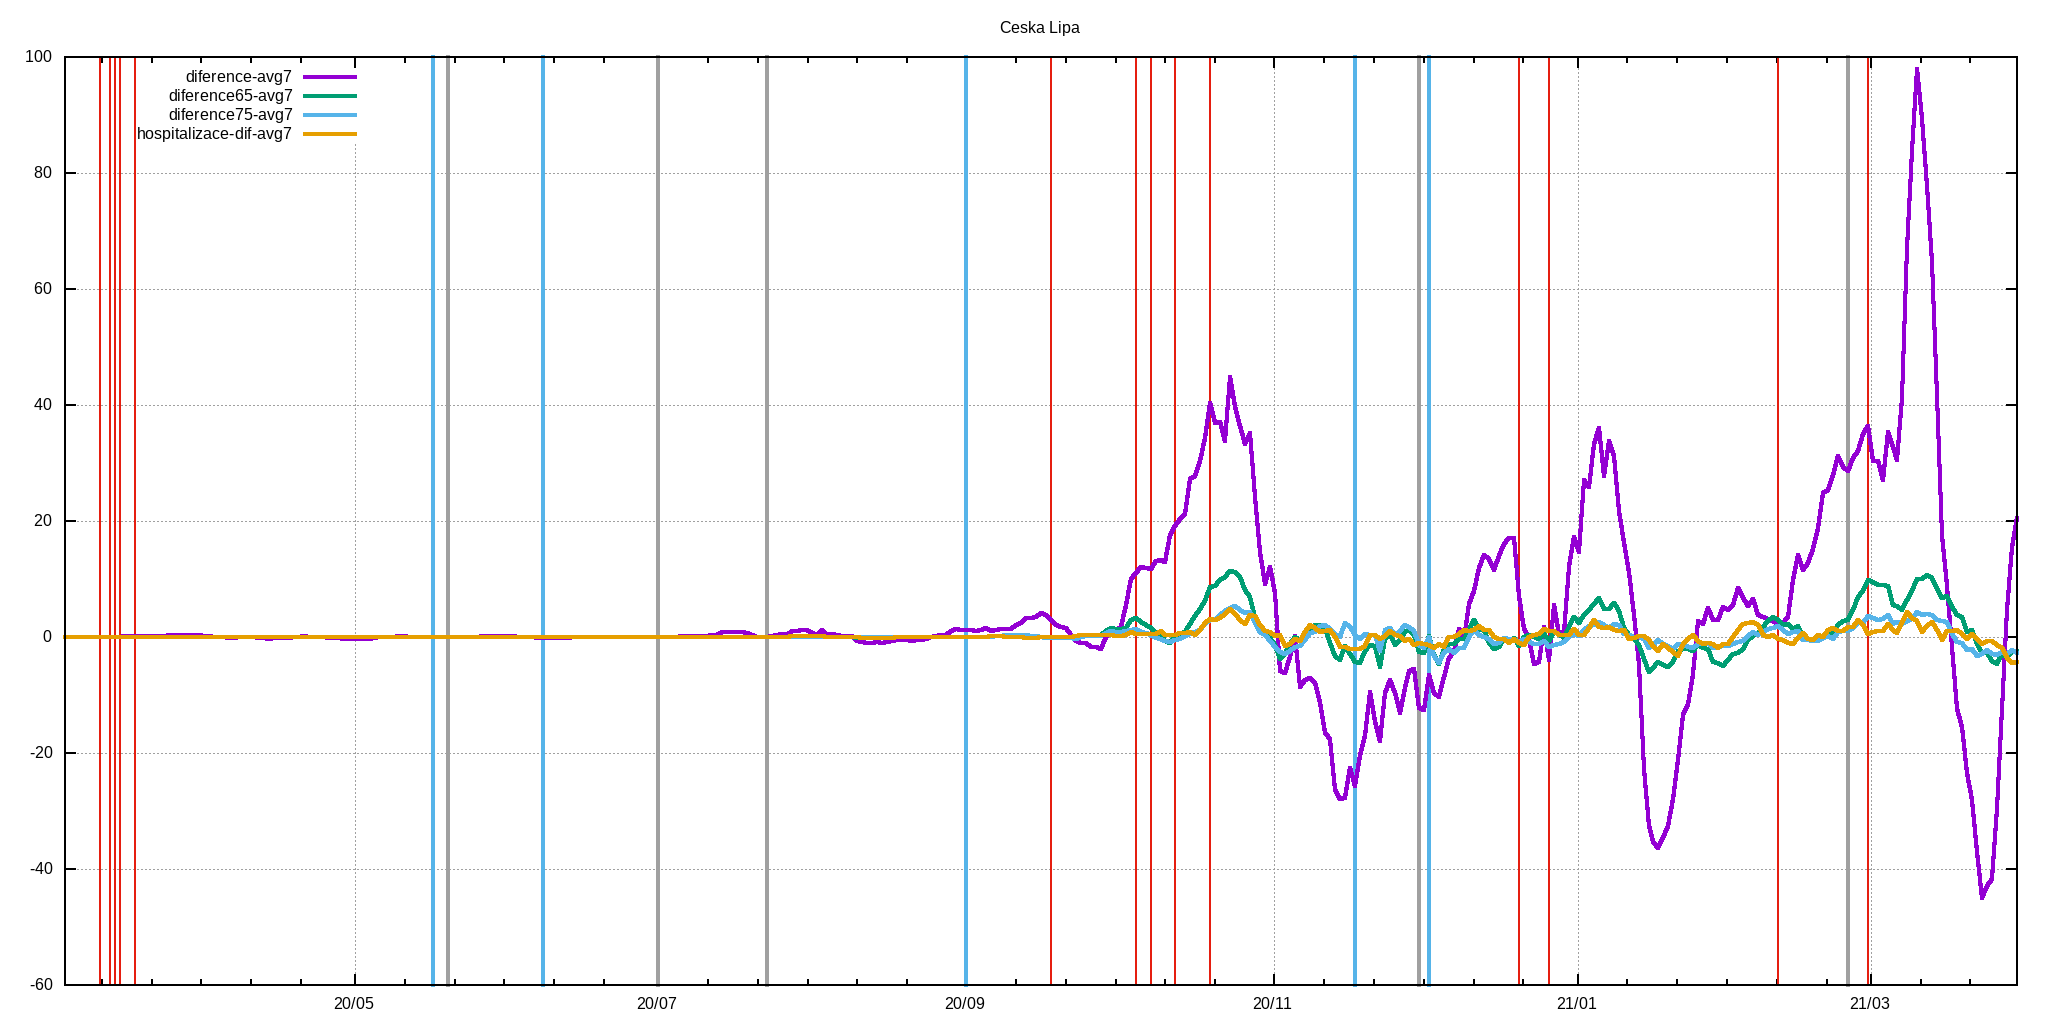 Ceska Lipa
100
80
60
40
20
0
-20
-40
-60
diference-avg7
diference65-avg7
diference75-avg7
hospitalizace-dif-avg7
20/05 20/07 20/09 20/11 21/01 21/03